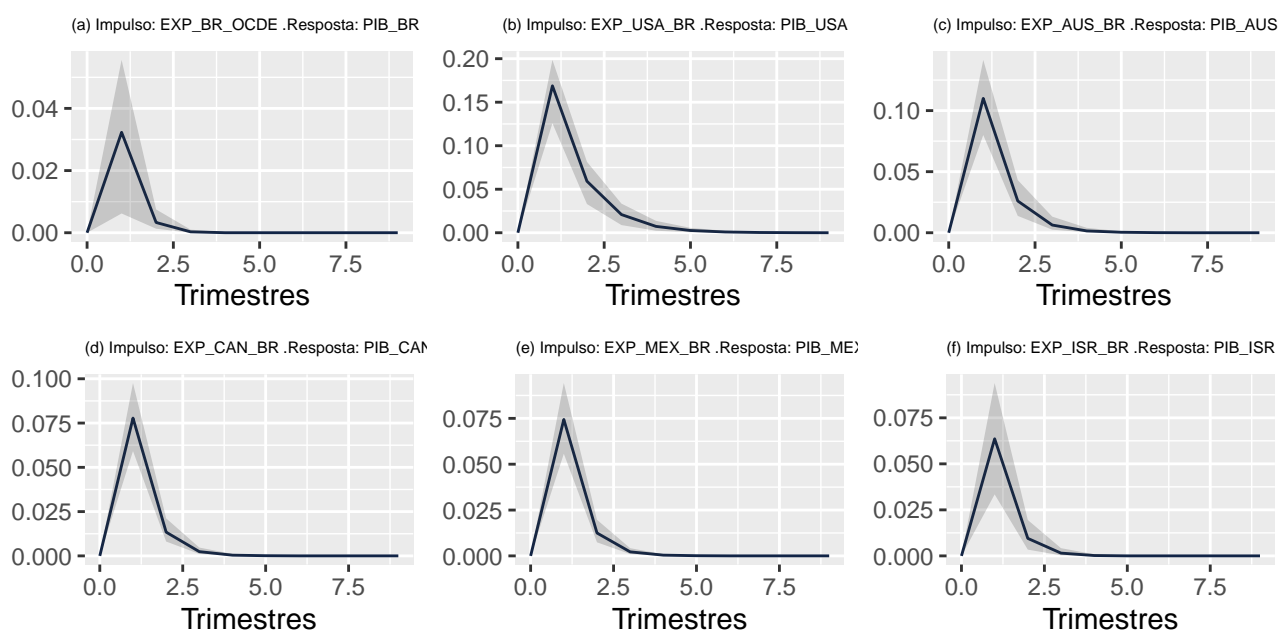 (a) Impulso: EXP_BR_OCDE .Resposta: PIB_BR
0.04
0.02
0.00
0.0 2.5 5.0 7.5
Trimestres
(b) Impulso: EXP_USA_BR .Resposta: PIB_USA
0.20
0.15
0.10
0.05
0.00
0.0 2.5 5.0 7.5
Trimestres
(c) Impulso: EXP_AUS_BR .Resposta: PIB_AUS
0.10
0.05
0.00
0.0 2.5 5.0 7.5
Trimestres
(d) Impulso: EXP_CAN_BR .Resposta: PIB_CAN
0.100
0.075
0.050
0.025
0.000
0.0 2.5 5.0 7.5
Trimestres
(e) Impulso: EXP_MEX_BR .Resposta: PIB_MEX
0.075
0.050
0.025
0.000
0.0 2.5 5.0 7.5
Trimestres
(f) Impulso: EXP_ISR_BR .Resposta: PIB_ISR
0.075
0.050
0.025
0.000
0.0 2.5 5.0 7.5
Trimestres